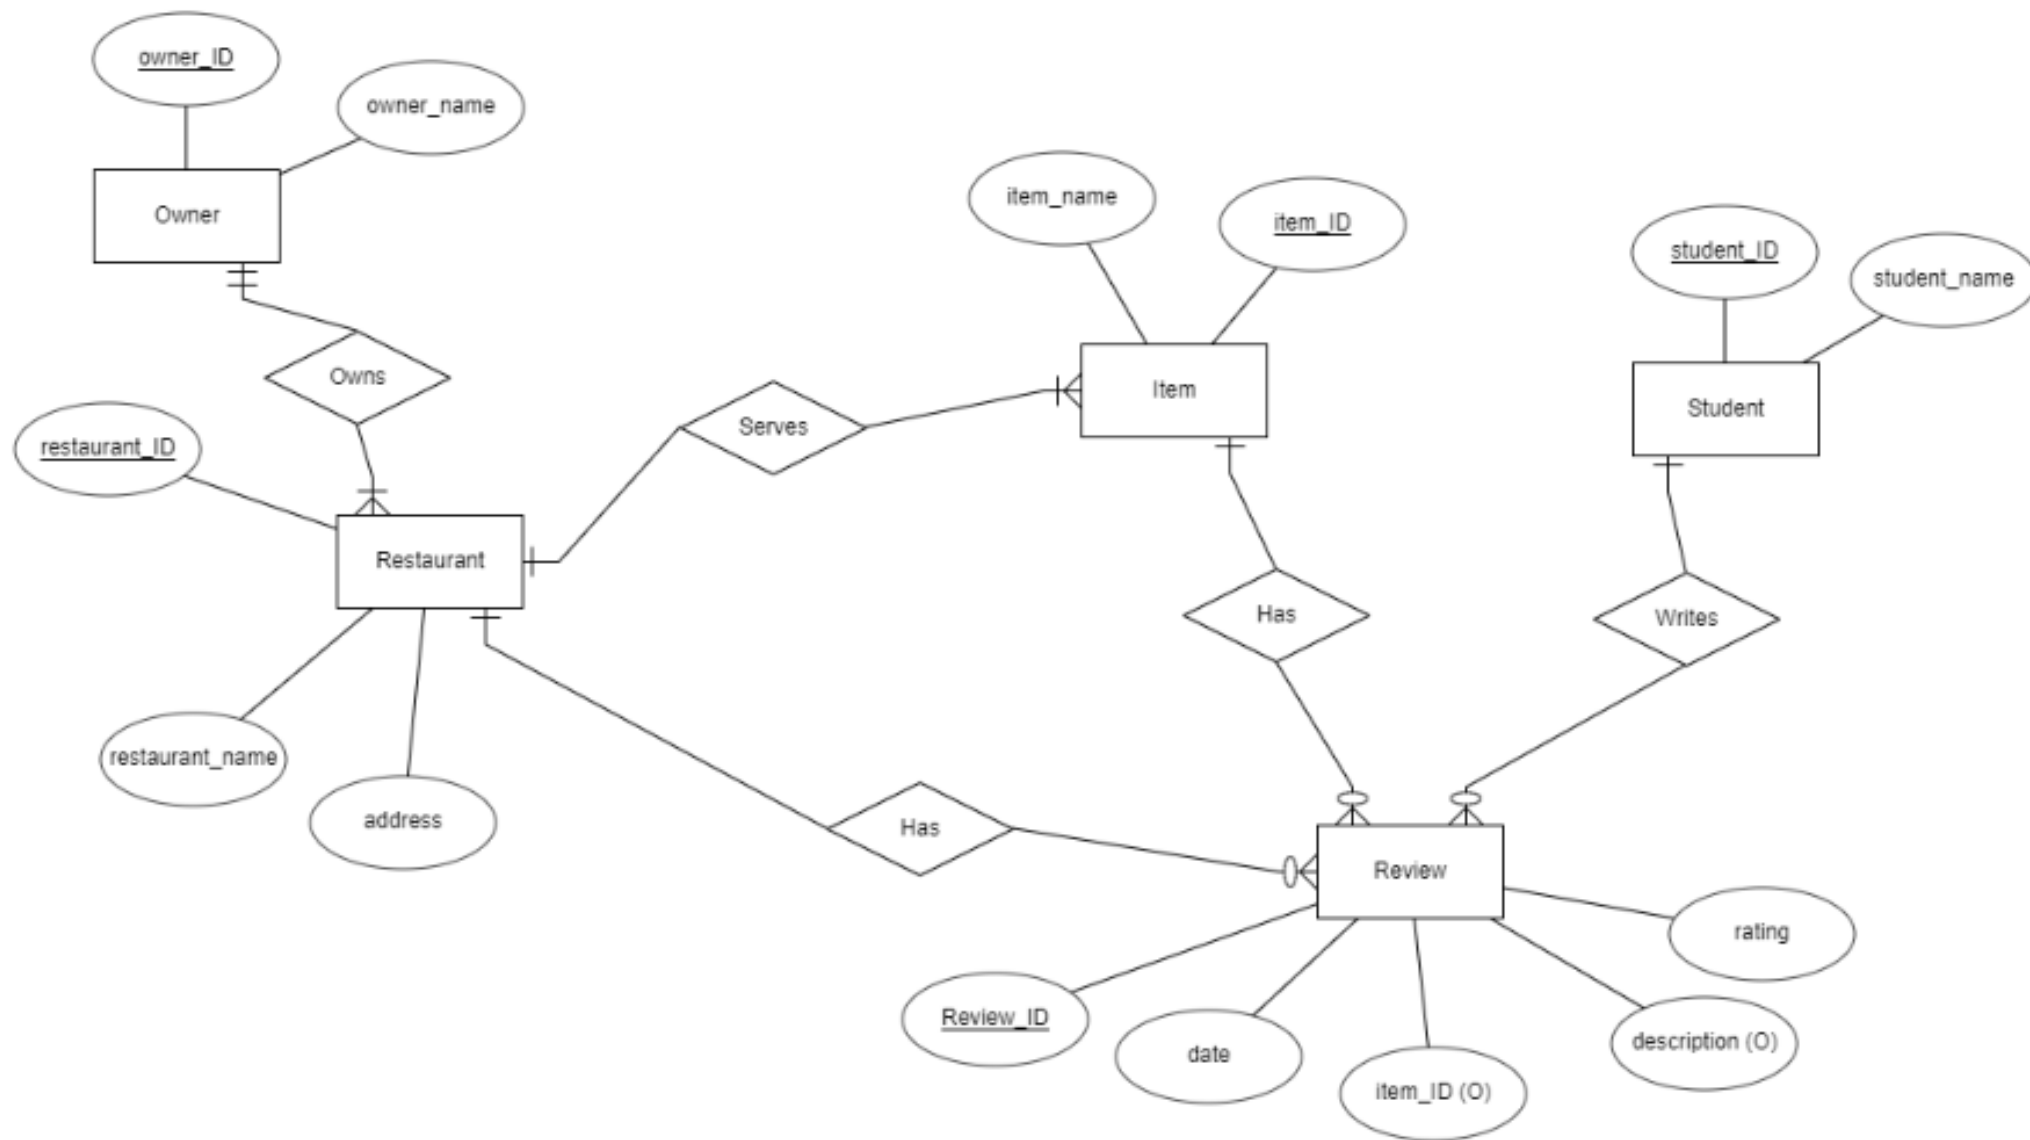 owner_ID
owner_name
Owner
item_name
item_ID
student_ID
student_name
Owns
Item
Student
Serves
restaurant_ID
Restaurant
Has
Writes
restaurant_name
address
Has
Review
rating
Review_ID
date
item_ID (O)
description (O)